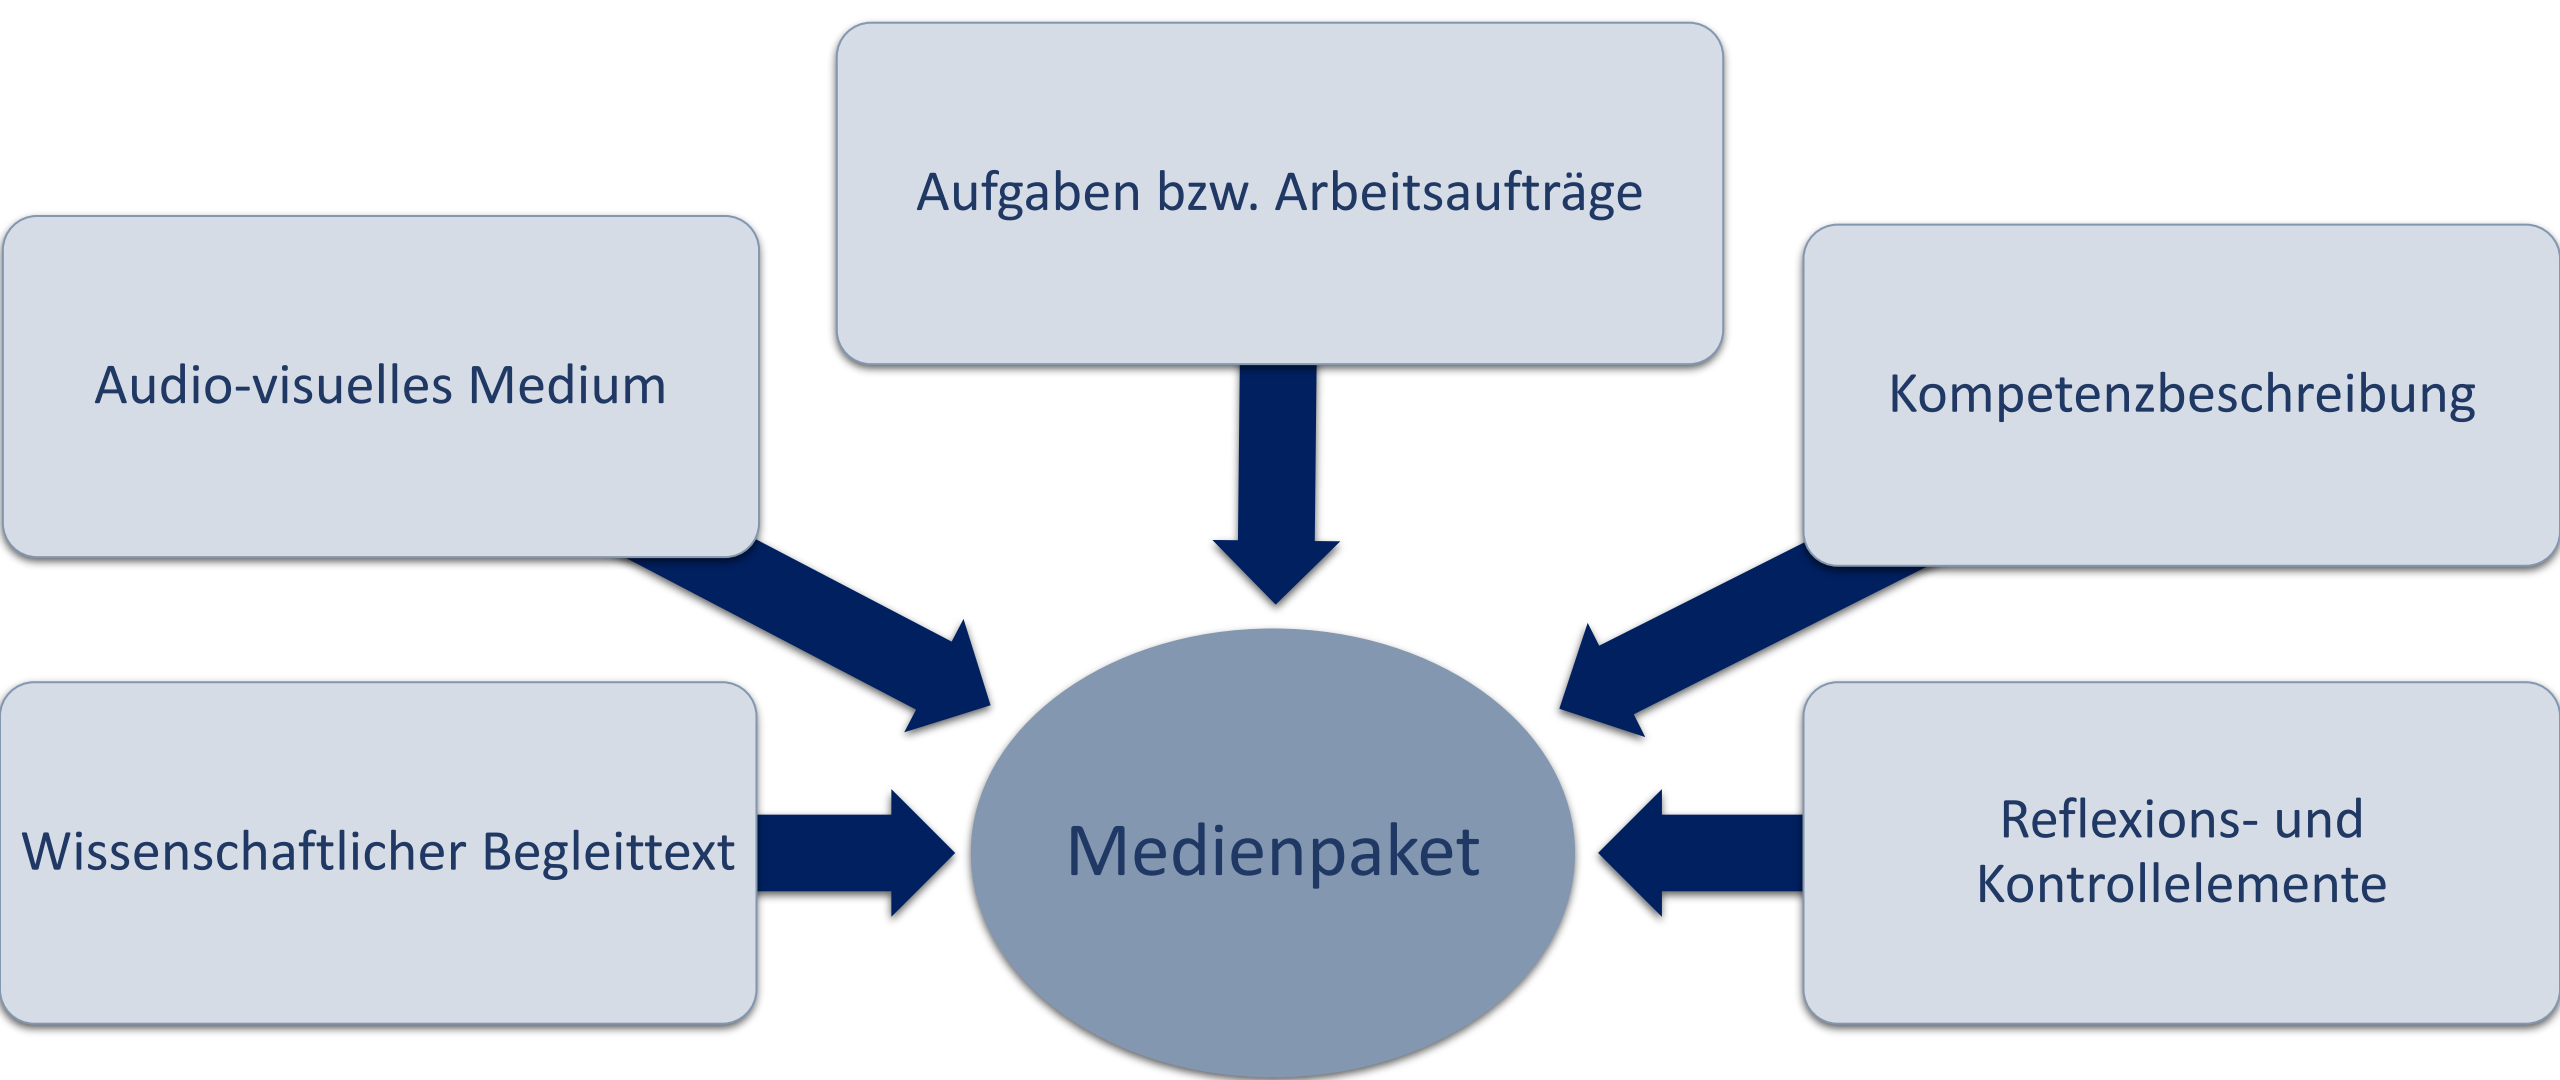 Aufgaben bzw. Arbeitsaufträge
Audio-visuelles Medium
Kompetenzbeschreibung
Wissenschaftlicher Begleittext
Medienpaket
Reflexions- und
Kontrollelemente